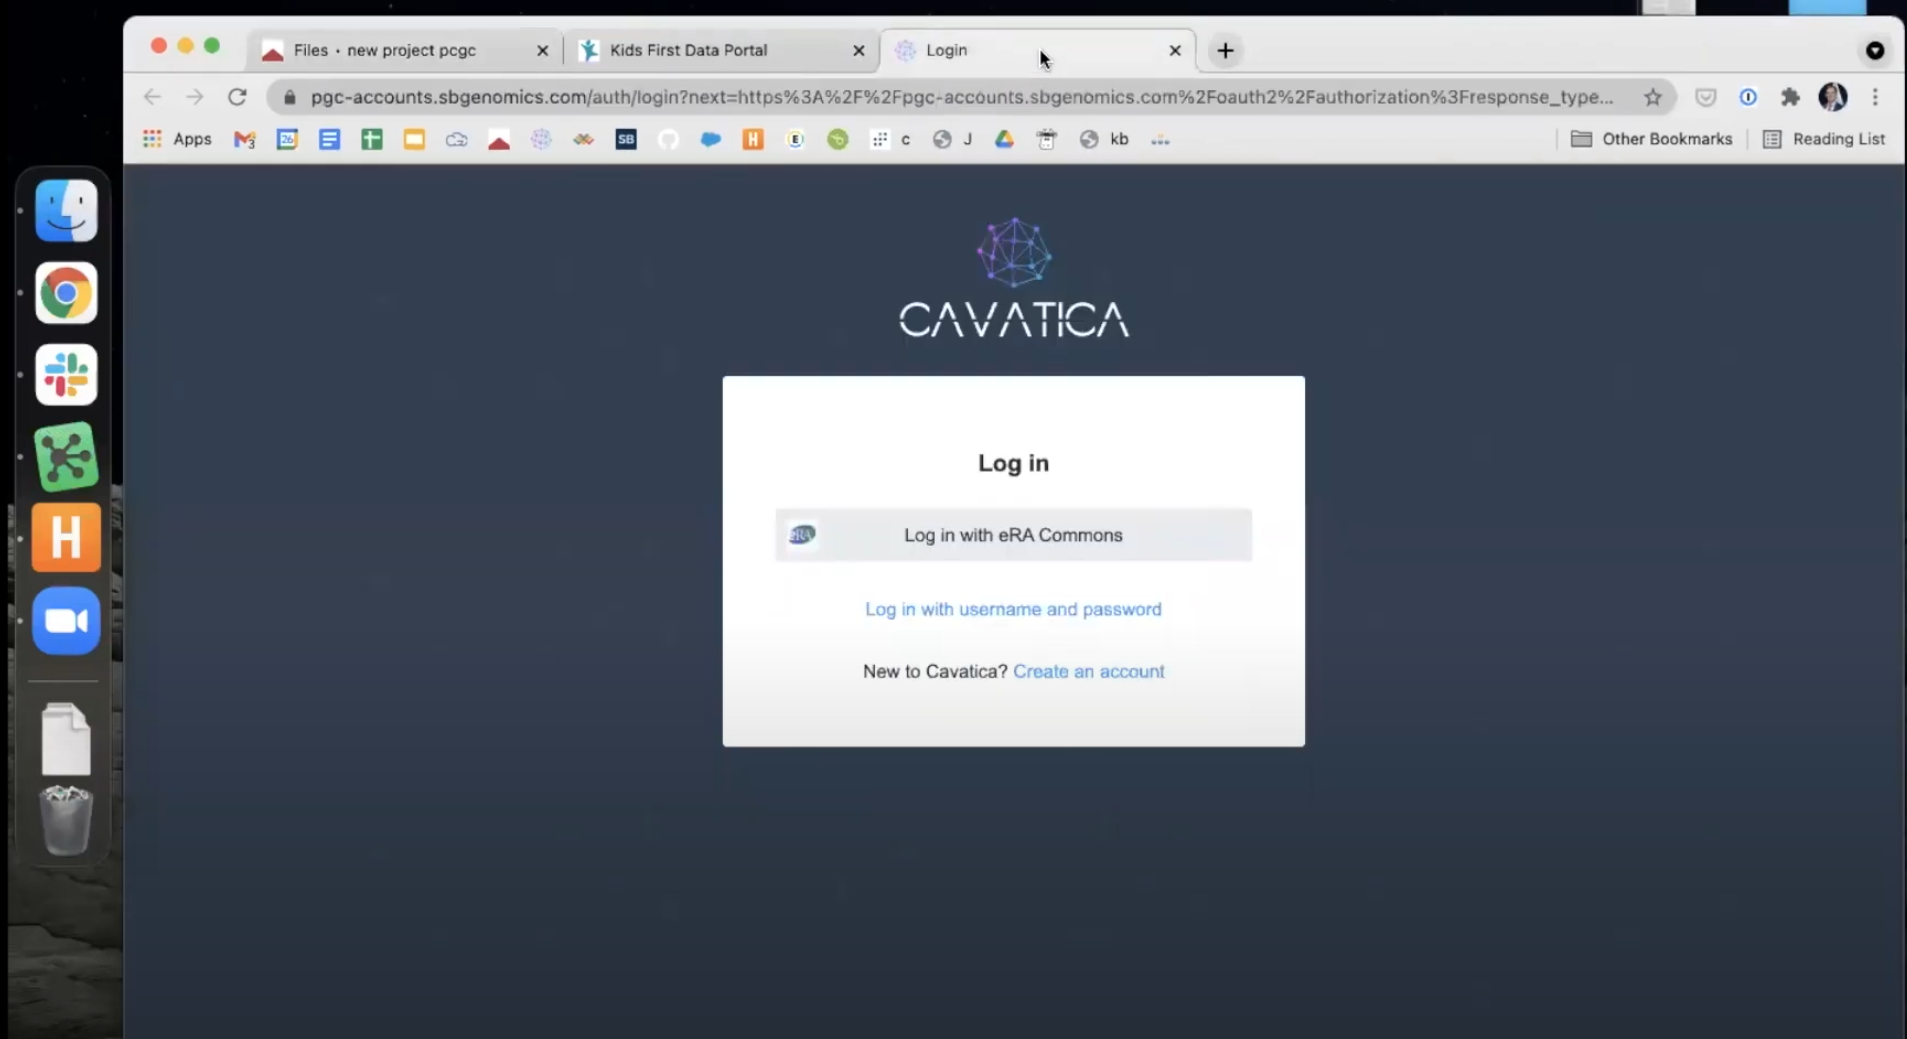 Files • new project pcgc
Kids First Data Portal
Login
pgc-accounts.sbgenomics.com/auth/login?next=https%3A%2F%2Fpgc-accounts.sbgenomics.com%2Foauth2%2Fauthorization%3Fresponse_type...
Apps
26
SB
H
E
c
J
kb
Other Bookmarks
Reading List
CAVATICA
Log in
eRA
Log in with eRA Commons
Log in with username and password
New to Cavatica? Create an account
H